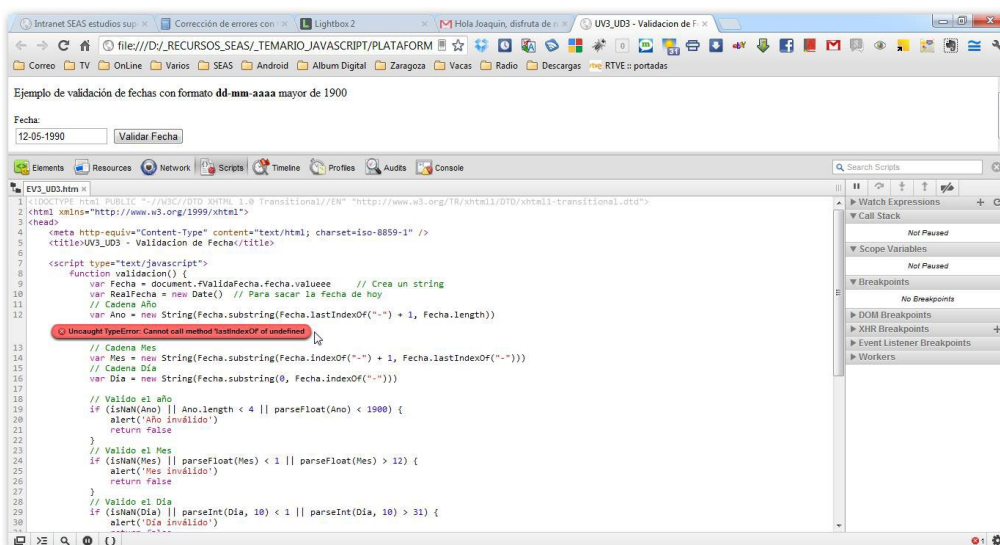 Intranet SEAS estudios sup
Corrección de errores con
Lightbox 2
Hola Joaquin, disfruta de n
UV3_UD3 - Validacion de F
file:///D:/_RECURSOS_SEAS/_TEMARIO_JAVASCRIPT/PLATAFORM
Correo TV OnLine Varios SEAS Android Album Digital Zaragoza Vacas Radio Descargas RTVE :: portadas
Ejemplo de validación de fechas con formato dd-mm-aaaa mayor de 1900
Fecha:
12-05-1990 Validar Fecha
Elements Resources Network Scripts Timeline Profiles Audits Console Search Scripts
EV3_UD3.htm
1 <!DOCTYPE html PUBLIC "-//W3C//DTD XHTML 1.0 Transitional//EN" "http://www.w3.org/TR/xhtml1/DTD/xhtml1-transitional.dtd">
2 <html xmlns="http://www.w3.org/1999/xhtml">
3 <head>
4 <meta http-equiv="Content-Type" content="text/html; charset=iso-8859-1" />
5 <title>UV3_UD3 - Validacion de Fecha</title>
6
7 <script type="text/javascript">
8 function validacion() {
9 var Fecha = document.fValidaFecha.fecha.valueee // Crea un string
10 var RealFecha = new Date() // Para sacar la fecha de hoy
11 // Cadena Año
12 var Ano = new String(Fecha.substring(Fecha.lastIndexOf("-") + 1, Fecha.length))
Uncaught TypeError: Cannot call method 'lastIndexOf' of undefined
13 // Cadena Mes
14 var Mes = new String(Fecha.substring(Fecha.indexOf("-") + 1, Fecha.lastIndexOf("-")))
15 // Cadena Día
16 var Dia = new String(Fecha.substring(0, Fecha.indexOf("-")))
17
18 // Valido el año
19 if (isNaN(Ano) || Ano.length < 4 || parseFloat(Ano) < 1900) {
20 alert('Año inválido')
21 return false
22 }
23 // Valido el Mes
24 if (isNaN(Mes) || parseFloat(Mes) < 1 || parseFloat(Mes) > 12) {
25 alert('Mes inválido')
26 return false
27 }
28 // Valido el Dia
29 if (isNaN(Dia) || parseInt(Dia, 10) < 1 || parseInt(Dia, 10) > 31) {
30 alert('Día inválido')
Watch Expressions
Call Stack
Not Paused
Scope Variables
Not Paused
Breakpoints
No Breakpoints
DOM Breakpoints
XHR Breakpoints
Event Listener Breakpoints
Workers
1